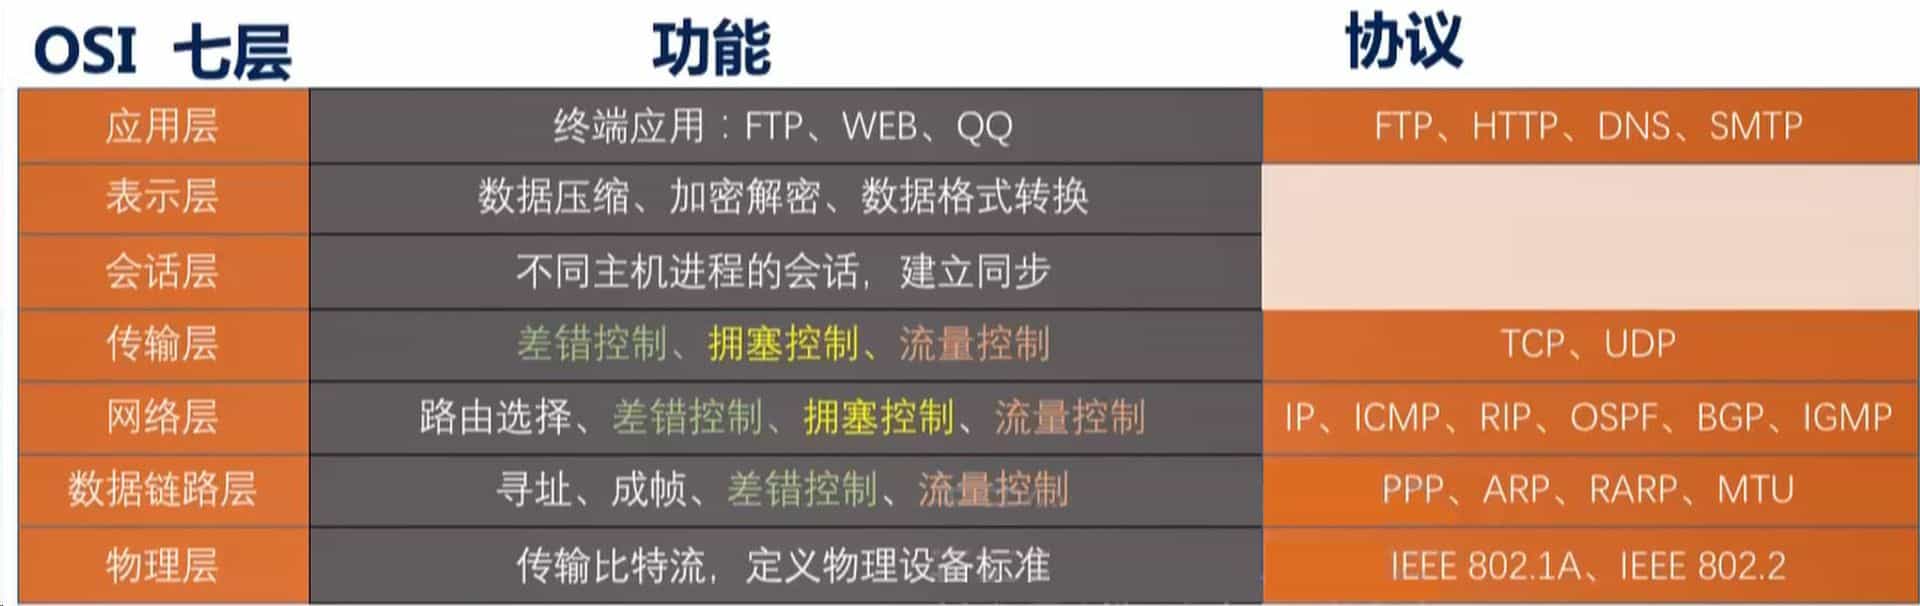 OSI 七层 功能 协议
应用层 终端应用：FTP、WEB、QQ FTP、HTTP、DNS、SMTP
表示层 数据压缩、加密解密、数据格式转换
会话层 不同主机进程的会话，建立同步
传输层 差错控制、拥塞控制、流量控制 TCP、UDP
网络层 路由选择、差错控制、拥塞控制、流量控制 IP、ICMP、RIP、OSPF、BGP、IGMP
数据链路层 寻址、成帧、差错控制、流量控制 PPP、ARP、RARP、MTU
物理层 传输比特流，定义物理设备标准 IEEE 802.1A、IEEE 802.2